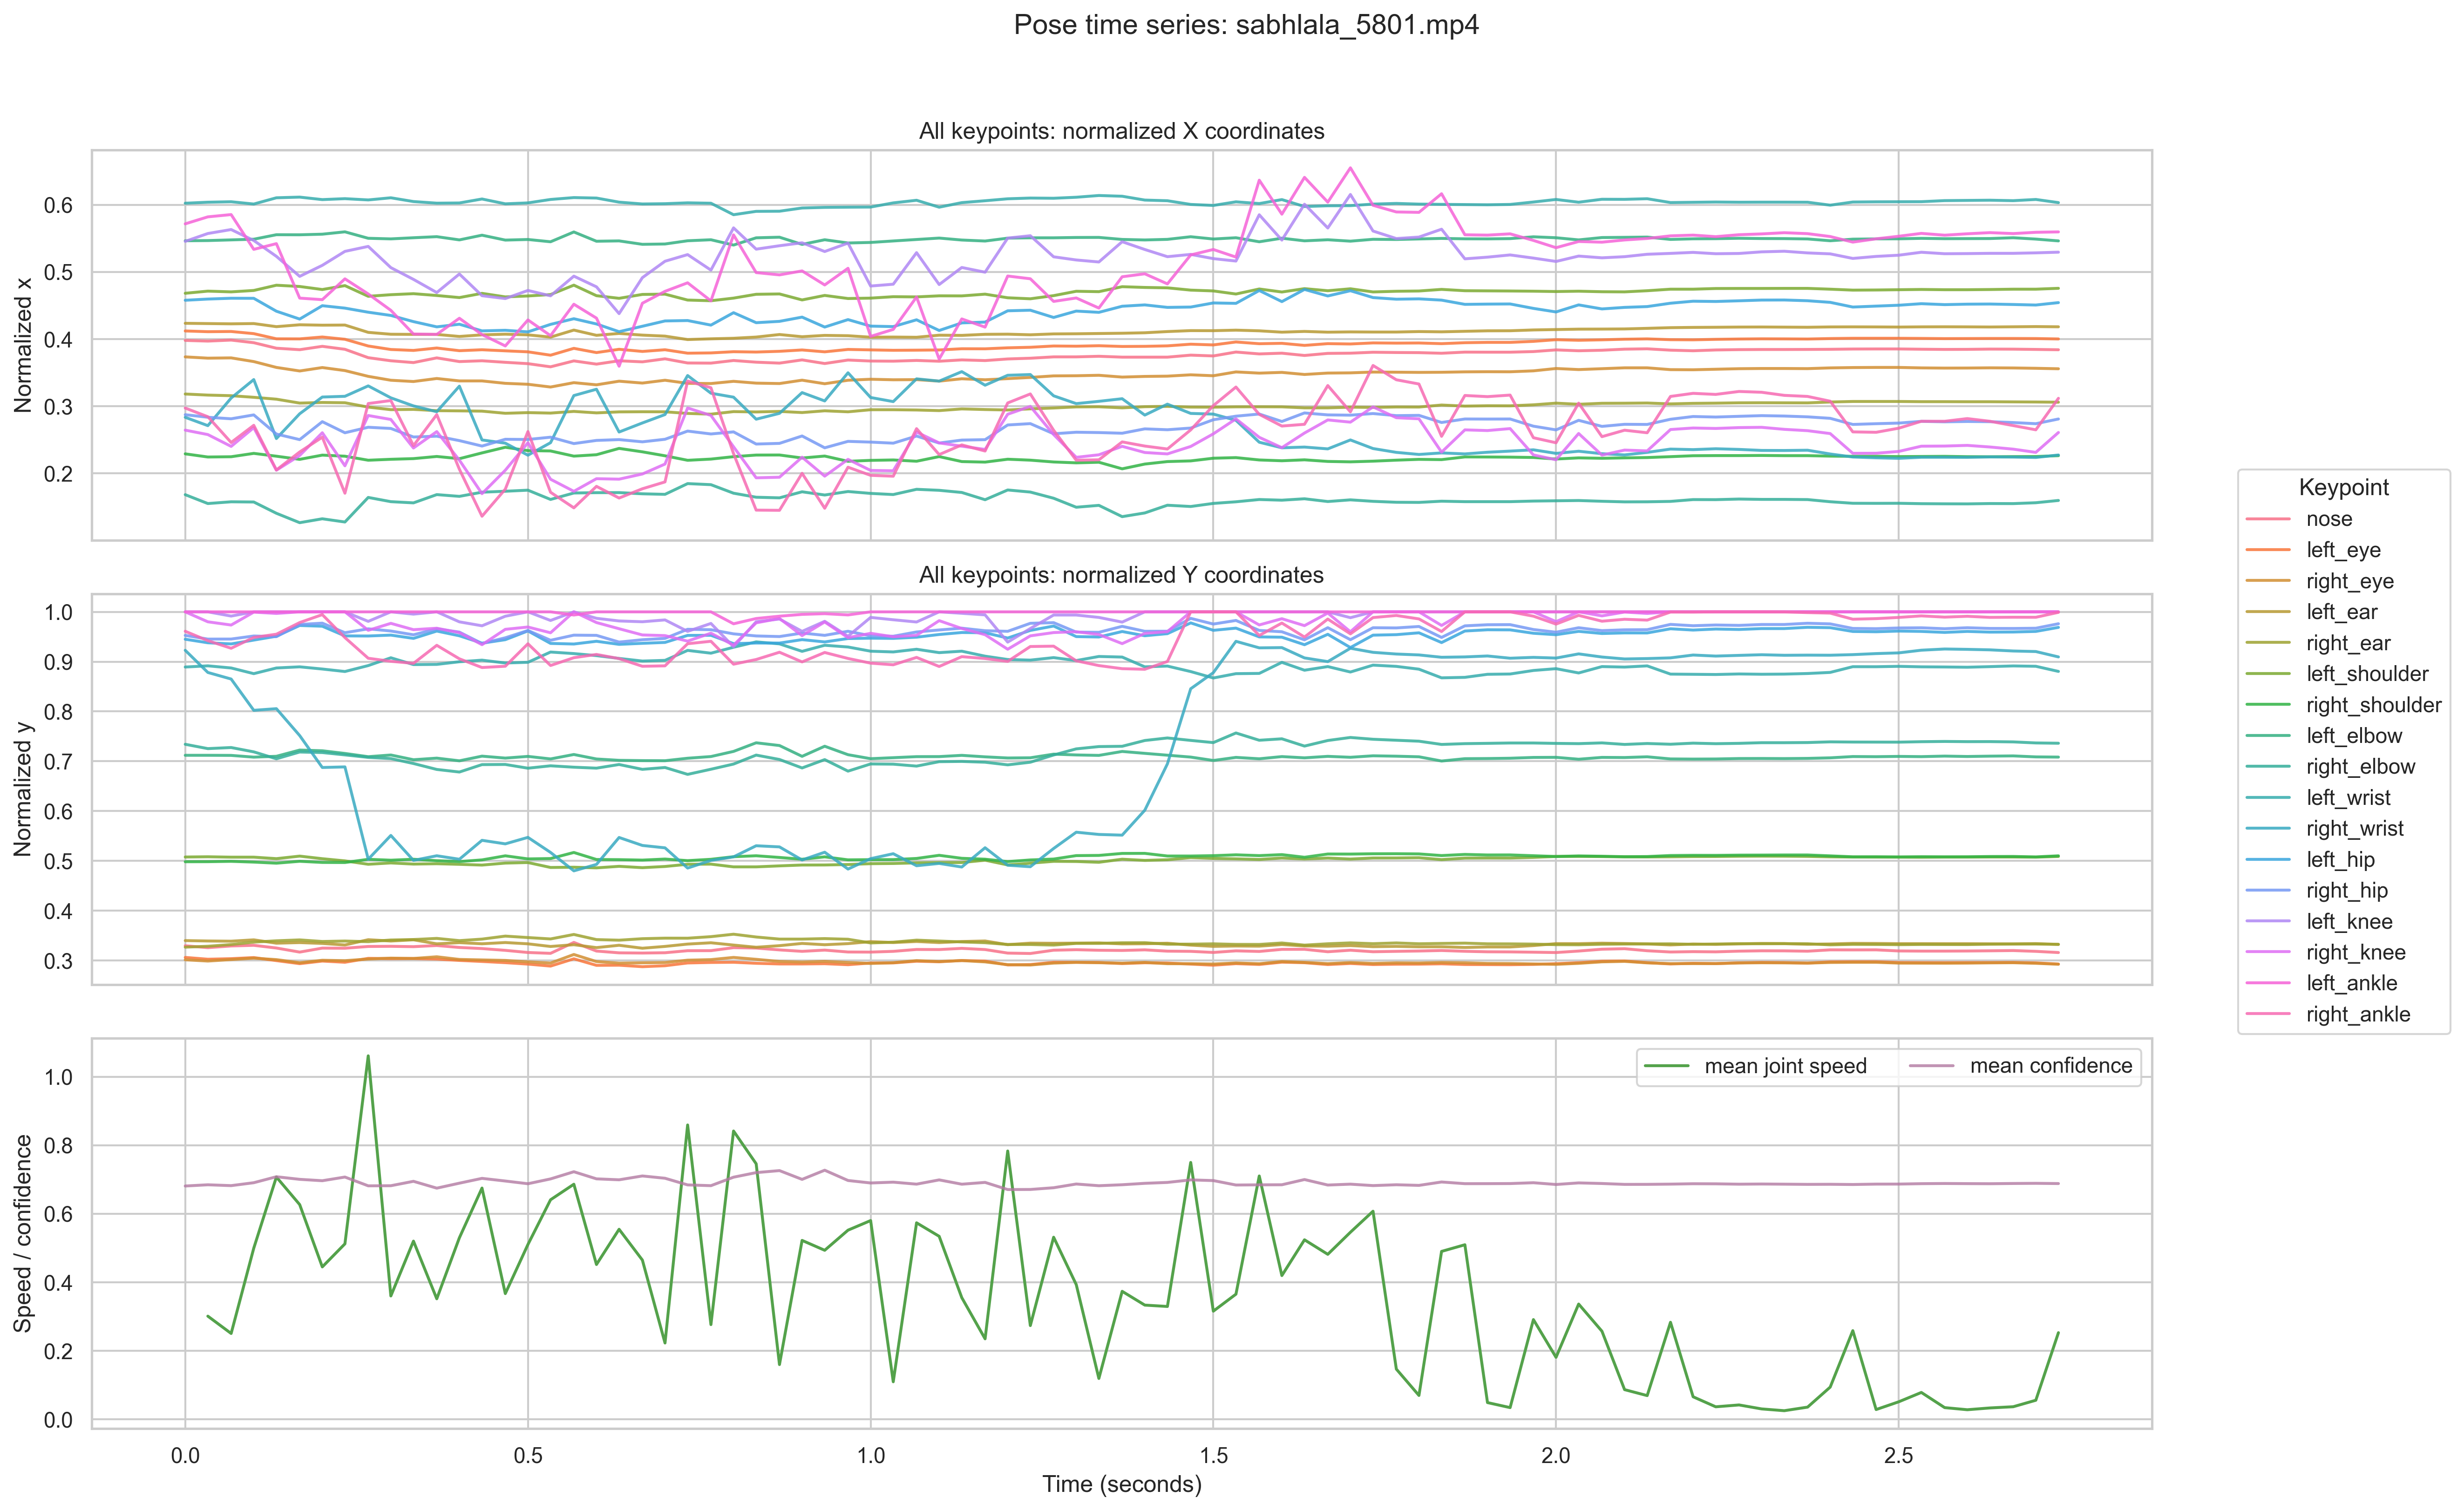 Pose time series: sabhlala_5801.mp4
All keypoints: normalized X coordinates
Normalized x
0.6
0.5
0.4
0.3
0.2
All keypoints: normalized Y coordinates
Normalized y
1.0
0.9
0.8
0.7
0.6
0.5
0.4
0.3
Speed / confidence
1.0
0.8
0.6
0.4
0.2
0.0
mean joint speed
mean confidence
0.0
0.5
1.0
1.5
2.0
2.5
Time (seconds)
Keypoint
nose
left_eye
right_eye
left_ear
right_ear
left_shoulder
right_shoulder
left_elbow
right_elbow
left_wrist
right_wrist
left_hip
right_hip
left_knee
right_knee
left_ankle
right_ankle